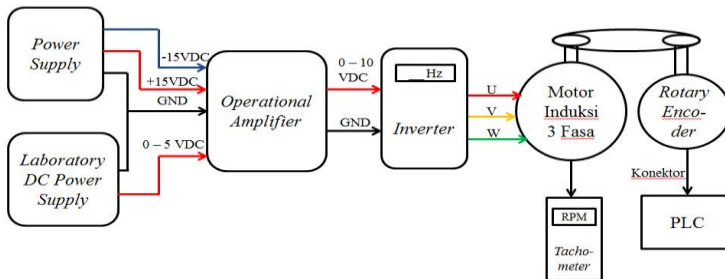 Power
Supply
-15VDC
+15VDC
GND
Laboratory
DC Power
Supply
0 – 5 VDC
Operational
Amplifier
0 – 10
VDC
GND
__Hz
Inverter
U
V
W
Motor
Induksi
3 Fasa
Rotary
Enco-
der
Konektor
RPM
Tacho-
meter
PLC